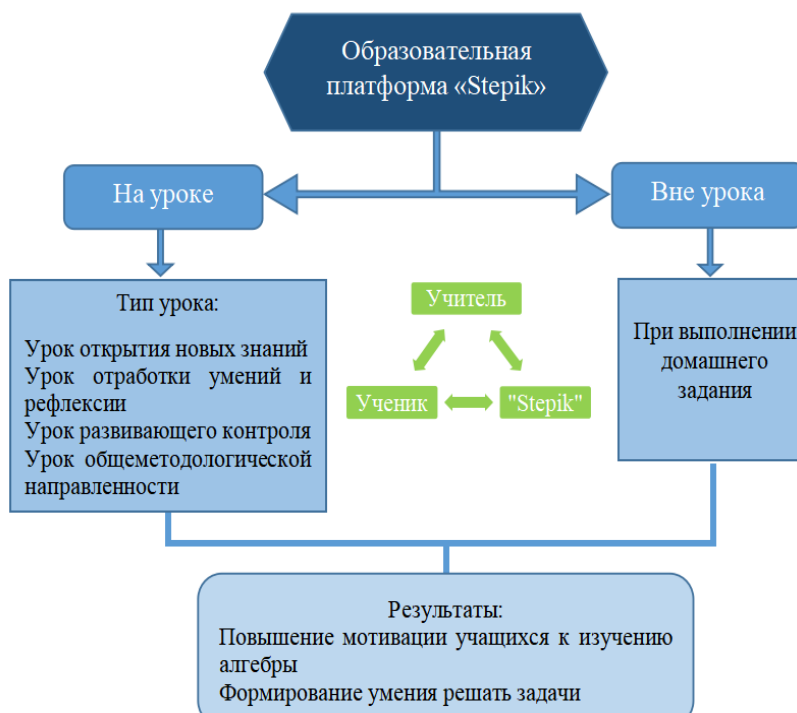 Образовательная
платформа «Stepik»
На уроке
Вне урока
Тип урока:
Урок открытия новых знаний
Урок отработки умений и
рефлексии
Урок развивающего контроля
Урок общеметодологической
направленности
Учитель
Ученик
"Stepik"
При выполнении
домашнего
задания
Результаты:
Повышение мотивации учащихся к изучению
алгебры
Формирование умения решать задачи